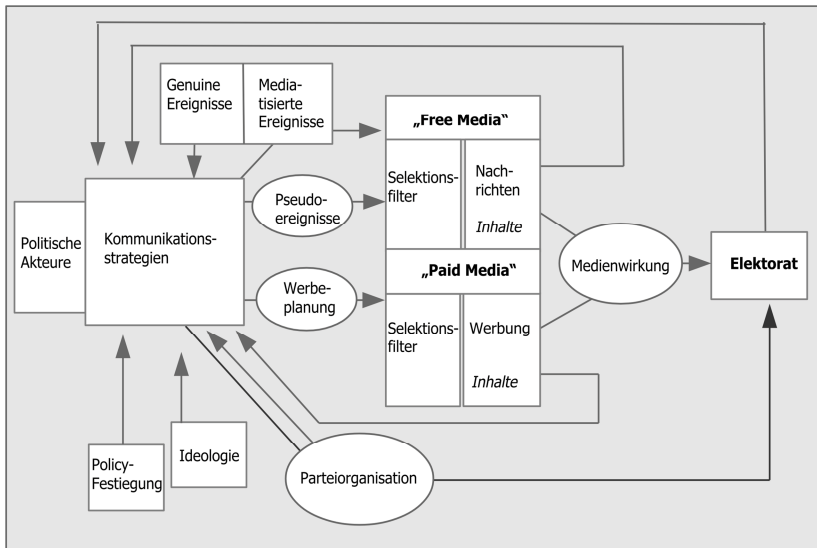 Genuine
Ereignisse
Media-
tisierte
Ereignisse
„Free Media“
Selektions-
filter
Nach-
richten
Inhalte
Pseudo-
ereignisse
Politische
Akteure
Kommunikations-
strategien
„Paid Media“
Medienwirkung
Elektorat
Werbe-
planung
Selektions-
filter
Werbung
Inhalte
Policy-
Festiegung
Ideologie
Parteiorganisation